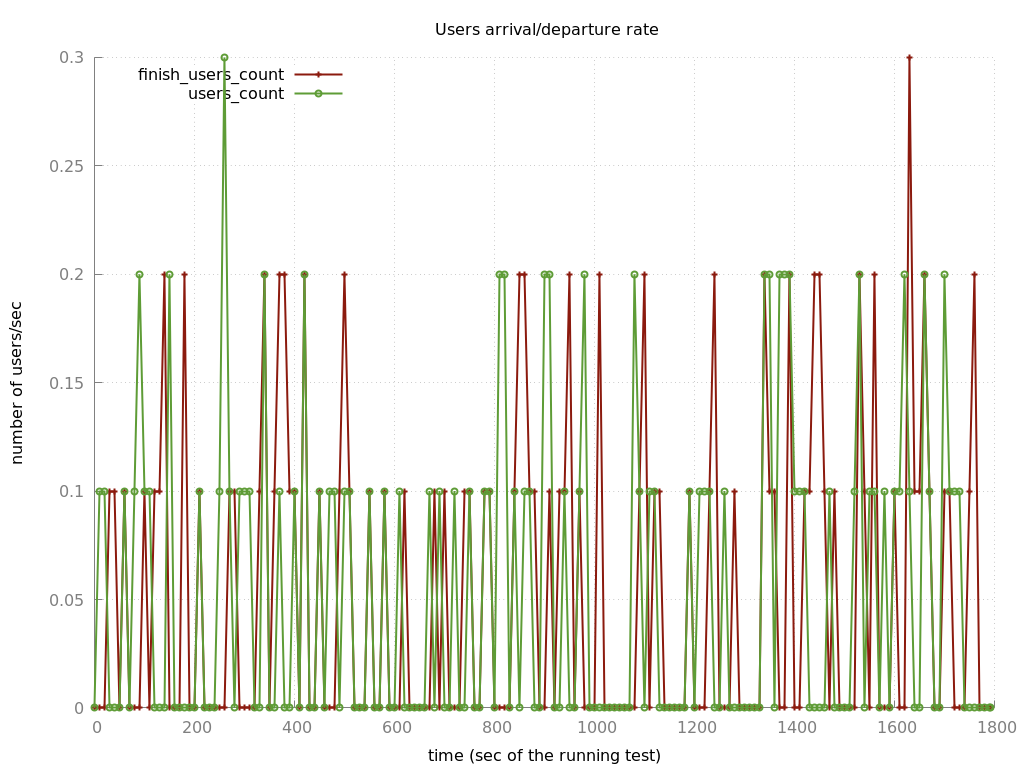 Users arrival/departure rate
0.3
finish_users_count
users_count
0.25
0.2
0.15
0.1
0.05
0
number of users/sec
0 200 400 600 800 1000 1200 1400 1600 1800
time (sec of the running test)